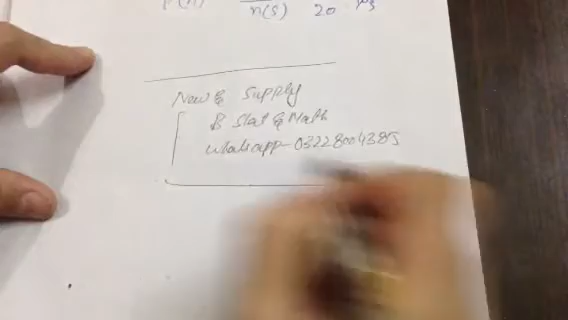 n(s) 20
New & Supply
B Stat & Math
whatsapp-03228004385